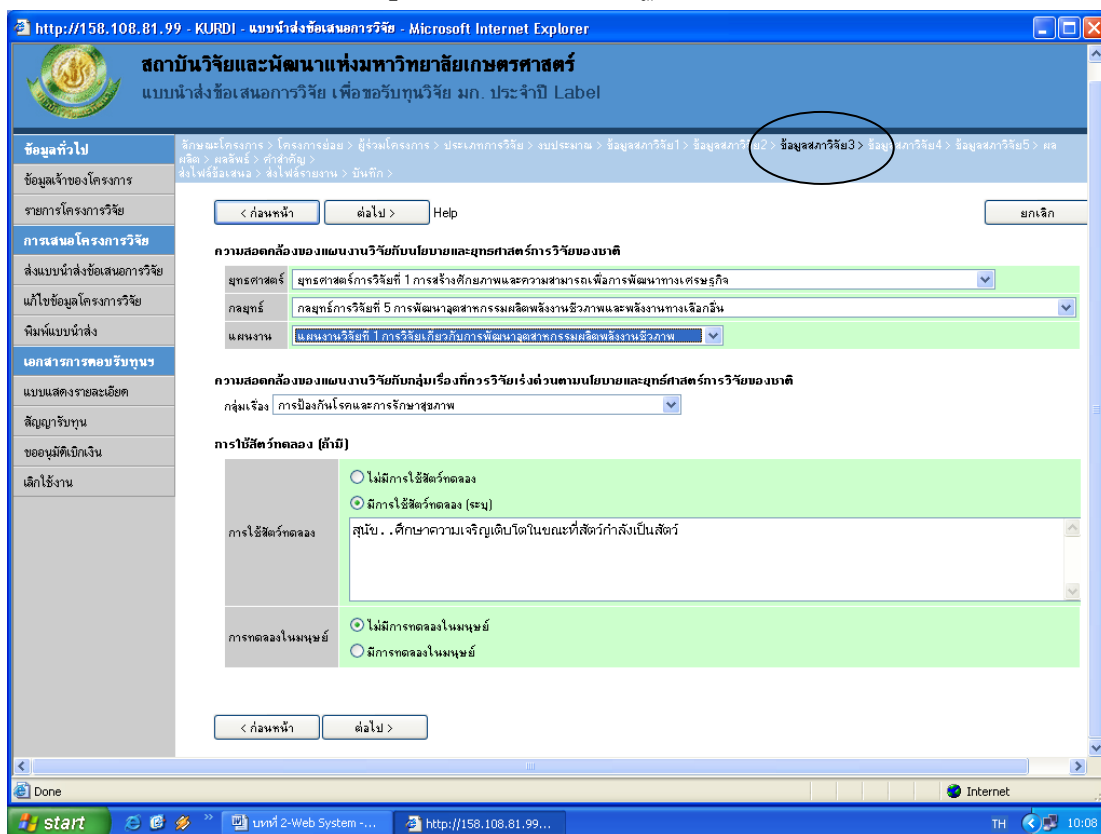 http://158.108.81.99 - KURDI - แบบนำส่งข้อเสนอการวิจัย - Microsoft Internet Explorer
สถาบันวิจัยและพัฒนาแห่งมหาวิทยาลัยเกษตรศาสตร์
แบบนำส่งข้อเสนอการวิจัย เพื่อขอรับทุนวิจัย มก. ประจำปี Label
ลักษณะโครงการ > โครงการย่อย > ผู้ร่วมโครงการ > ประเภทการวิจัย > งบประมาณ > ข้อมูลสภาวิจัย1 > ข้อมูลสภาวิจัย2 > ข้อมูลสภาวิจัย3 > ข้อมูลสภาวิจัย4 > ข้อมูลสภาวิจัย5 > ผล
ผลิต > ผลลัพธ์ > คำสำคัญ >
ส่งไฟล์ข้อเสนอ > ส่งไฟล์รายงาน > บันทึก >
ข้อมูลทั่วไป
ข้อมูลเจ้าของโครงการ
รายการโครงการวิจัย
การเสนอโครงการวิจัย
ส่งแบบนำส่งข้อเสนอการวิจัย
แก้ไขข้อมูลโครงการวิจัย
พิมพ์แบบนำส่ง
เอกสารการตอบรับทุนฯ
แบบแสดงรายละเอียด
สัญญารับทุน
ขออนุมัติเบิกเงิน
เลิกใช้งาน
< ก่อนหน้า ต่อไป > Help ยกเลิก
ความสอดคล้องของแผนงานวิจัยกับนโยบายและยุทธศาสตร์การวิจัยของชาติ
ยุทธศาสตร์ ยุทธศาสตร์การวิจัยที่ 1 การสร้างศักยภาพและความสามารถเพื่อการพัฒนาทางเศรษฐกิจ
กลยุทธ์ กลยุทธ์การวิจัยที่ 5 การพัฒนาอุตสาหกรรมผลิตพลังงานชีวภาพและพลังงานทางเลือกอื่น
แผนงาน แผนงานวิจัยที่ 1 การวิจัยเกี่ยวกับการพัฒนาอุตสาหกรรมผลิตพลังงานชีวภาพ
ความสอดคล้องของแผนงานวิจัยกับกลุ่มเรื่องที่ควรวิจัยเร่งด่วนตามนโยบายและยุทธ์ศาสตร์การวิจัยของชาติ
กลุ่มเรื่อง การป้องกันโรคและการรักษาสุขภาพ
การใช้สัตว์ทดลอง (ถ้ามี)
การใช้สัตว์ทดลอง
ไม่มีการใช้สัตว์ทดลอง
มีการใช้สัตว์ทดลอง (ระบุ)
สุนัข..ศึกษาความเจริญเติบโตในขณะที่สัตว์กำลังเป็นสัตว์
การทดลองในมนุษย์
ไม่มีการทดลองในมนุษย์
มีการทดลองในมนุษย์
< ก่อนหน้า ต่อไป >
Done Internet
start บทที่ 2-Web System -... http://158.108.81.99... TH 10:08